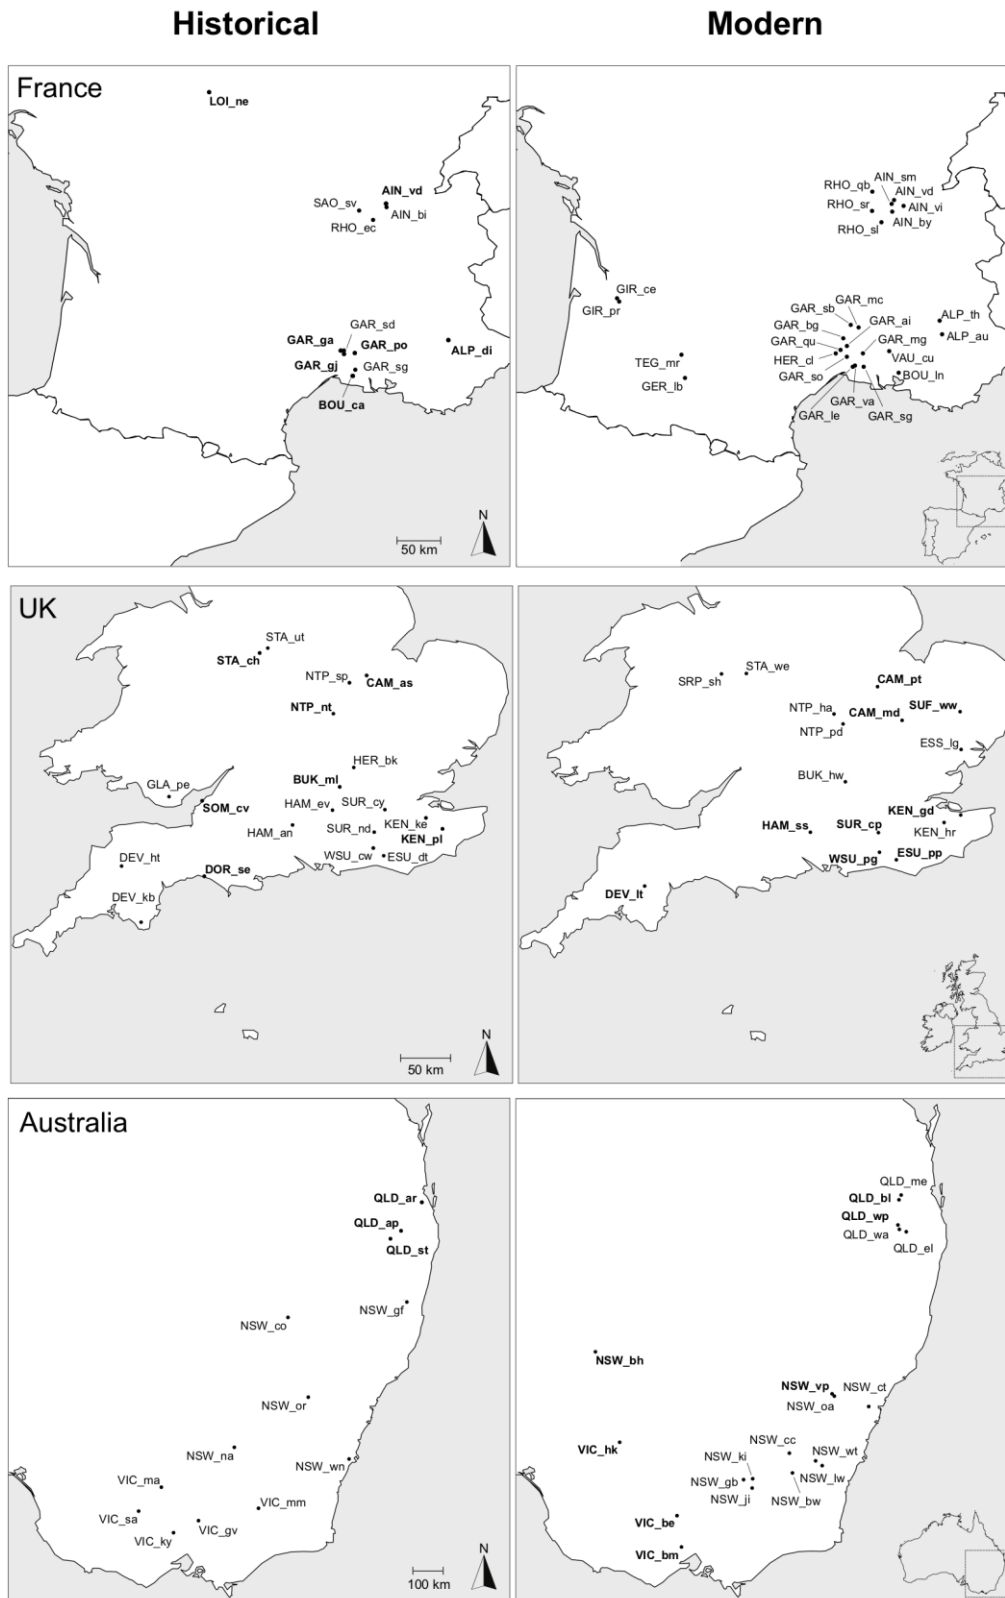 Historical
Modern
France
LOI_ne
AIN_vd
SAO_sv
AIN_bi
RHO_ec
GAR_sd
GAR_ga
GAR_po
ALP_di
GAR_gj
GAR_sg
BOU_ca
50 km
N
AIN_sm
RHO_qb
AIN_vd
RHO_sr
AIN_vi
RHO_sl
AIN_by
GIR_ce
GIR_pr
GAR_mc
GAR_sb
ALP_th
GAR_bg
GAR_ai
ALP_au
GAR_qu
GAR_mg
HER_cl
VAU_cu
TEG_mr
GAR_so
BOU_ln
GER_lb
GAR_va
GAR_le
GAR_sg
UK
STA_ut
STA_ch
NTP_sp
CAM_as
NTP_nt
HER_bk
BUK_ml
GLA_pe
SOM_cv
HAM_ev
SUR_cy
HAM_an
SUR_nd
KEN_ke
KEN_pl
WSU_cw
ESU_dt
DEV_ht
DOR_se
DEV_kb
50 km
N
STA_we
SRP_sh
CAM_pt
NTP_ha
CAM_md
SUF_ww
NTP_pd
ESS_lg
BUK_hw
KEN_gd
HAM_ss
SUR_cp
KEN_hr
WSU_pg
ESU_pp
DEV_lt
Australia
QLD_ar
QLD_ap
QLD_st
NSW_gf
NSW_co
NSW_or
NSW_na
NSW_wn
VIC_ma
VIC_mm
VIC_sa
VIC_gv
VIC_ky
100 km
N
QLD_me
QLD_bl
QLD_wp
QLD_wa
QLD_el
NSW_bh
NSW_vp
NSW_ct
NSW_oa
VIC_hk
NSW_cc
NSW_wt
NSW_ki
NSW_gb
NSW_lw
NSW_ji
NSW_bw
VIC_be
VIC_bm